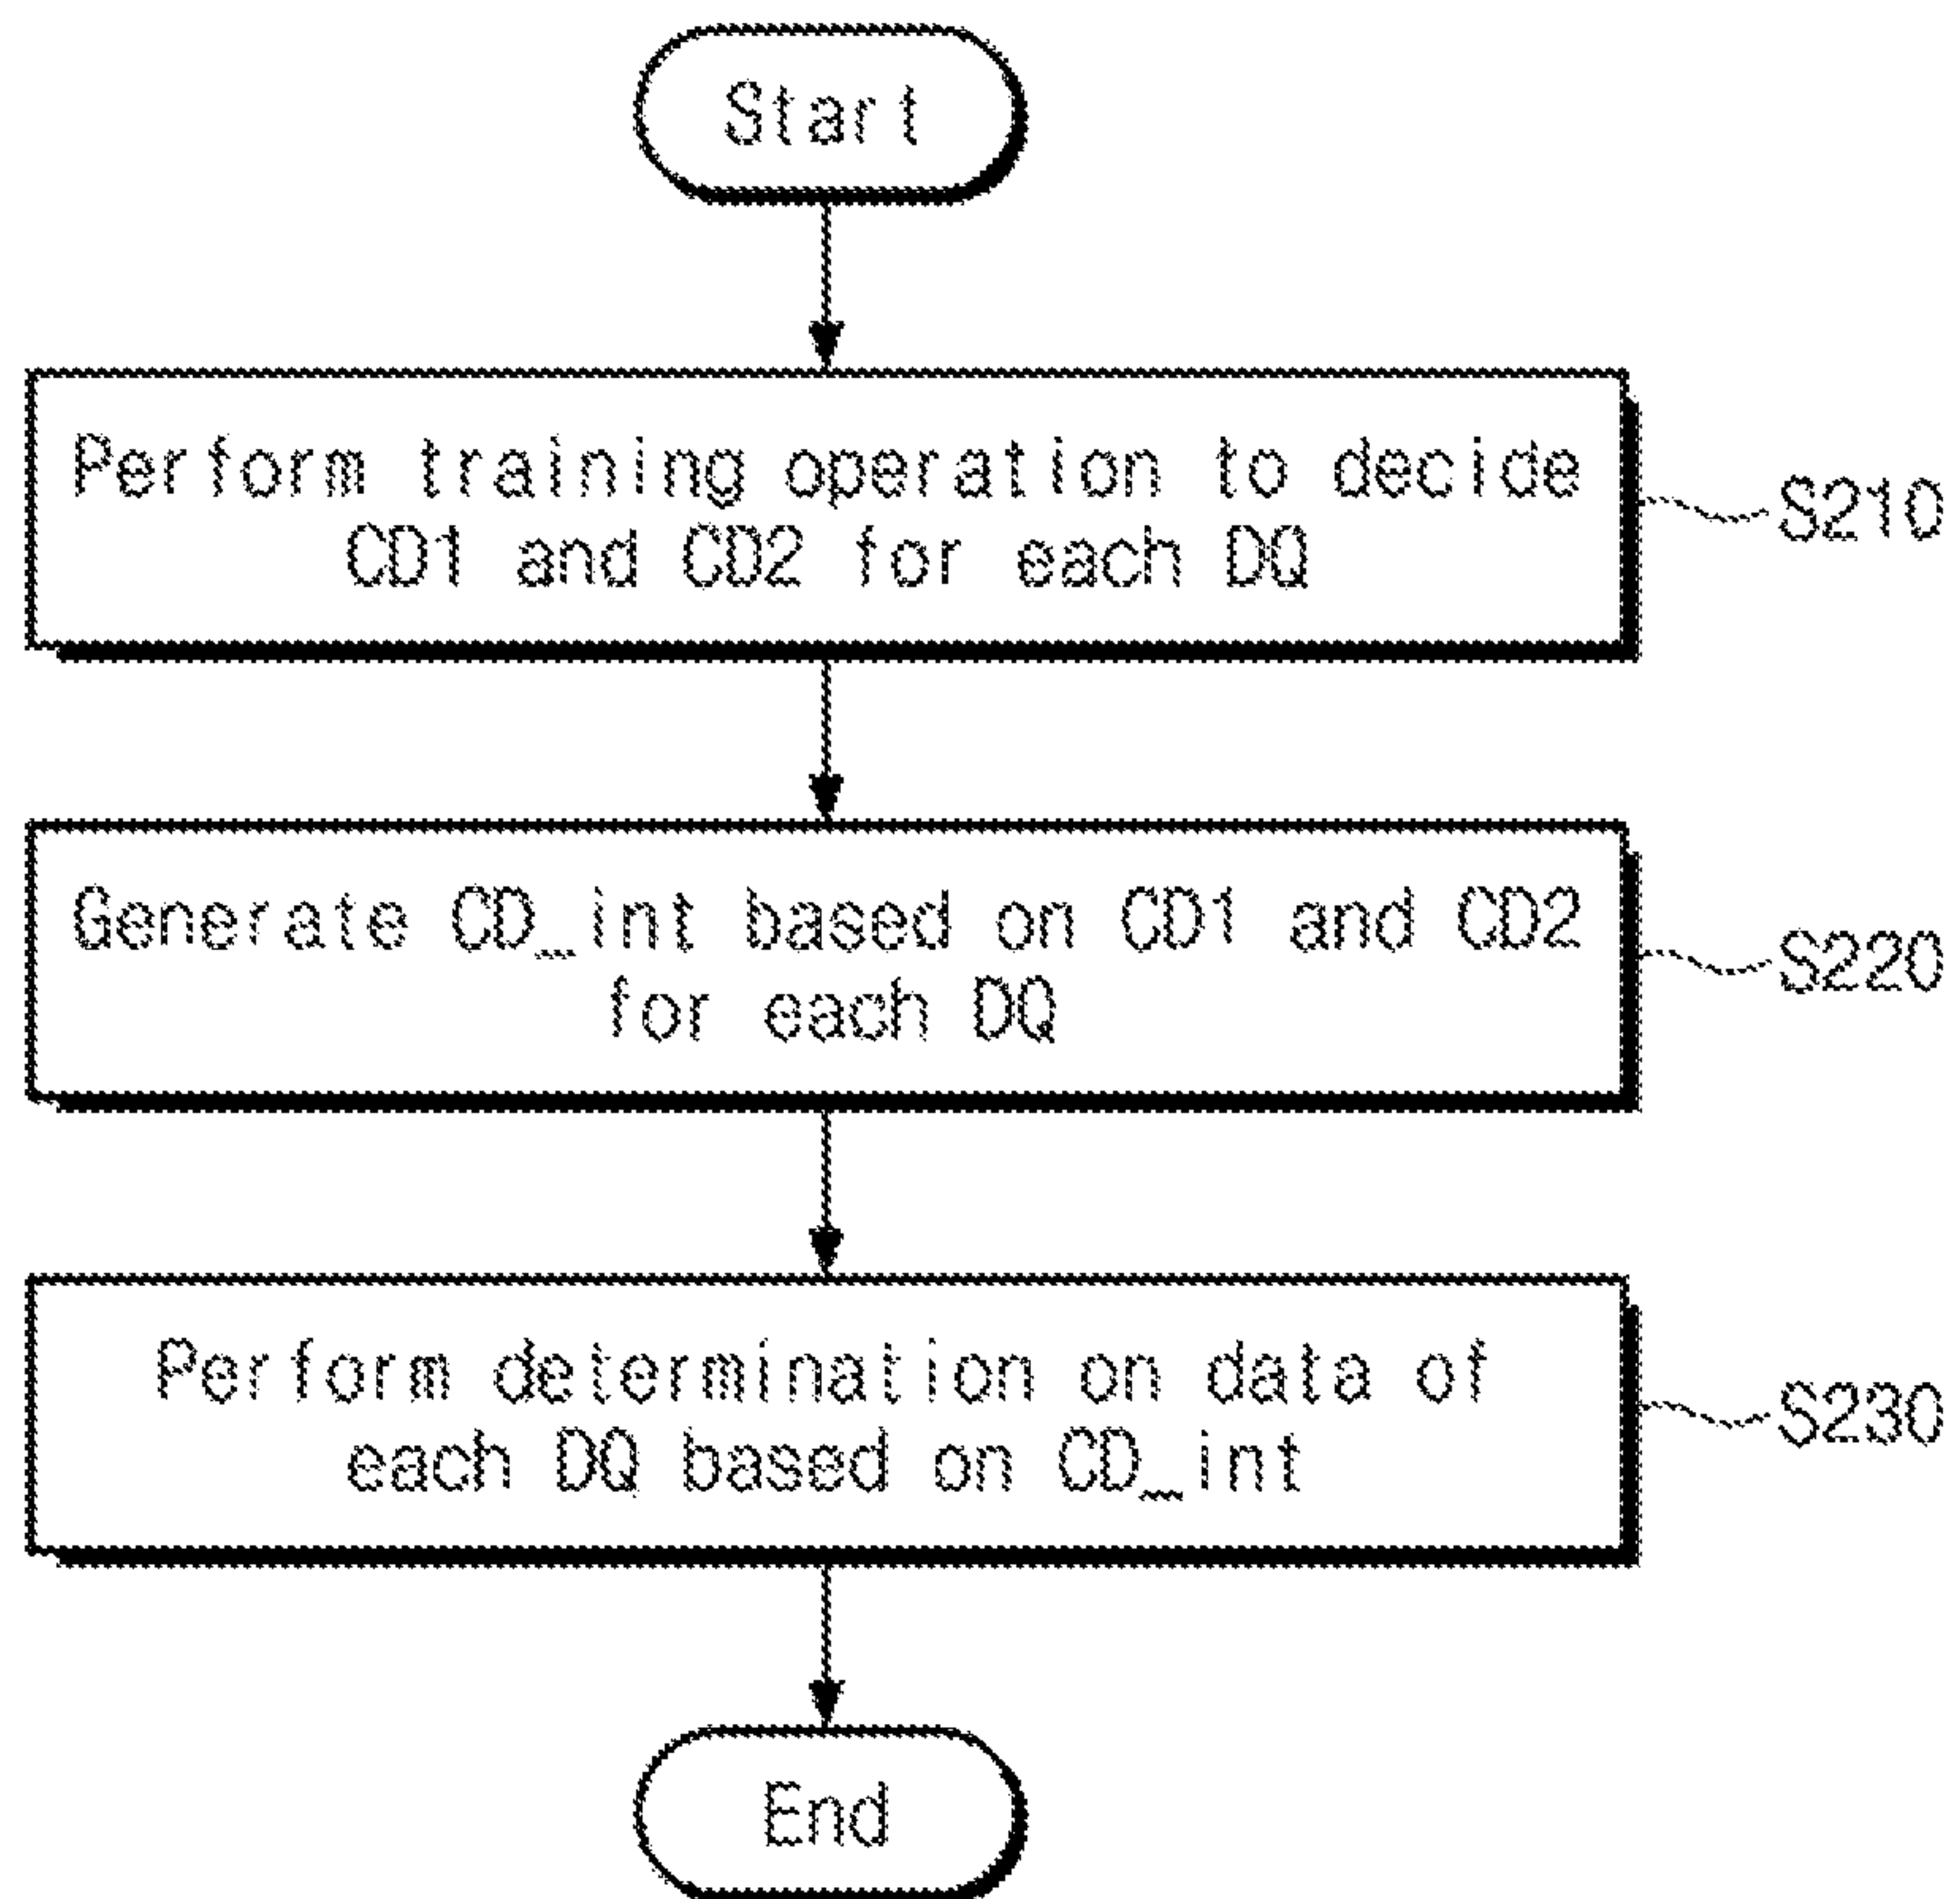 Start
Perform training operation to decide
CD1 and CD2 for each DQ
S210
Generate CD_int based on CD1 and CD2
for each DQ
S220
Perform determination on data of
each DQ based on CD_int
S230
End